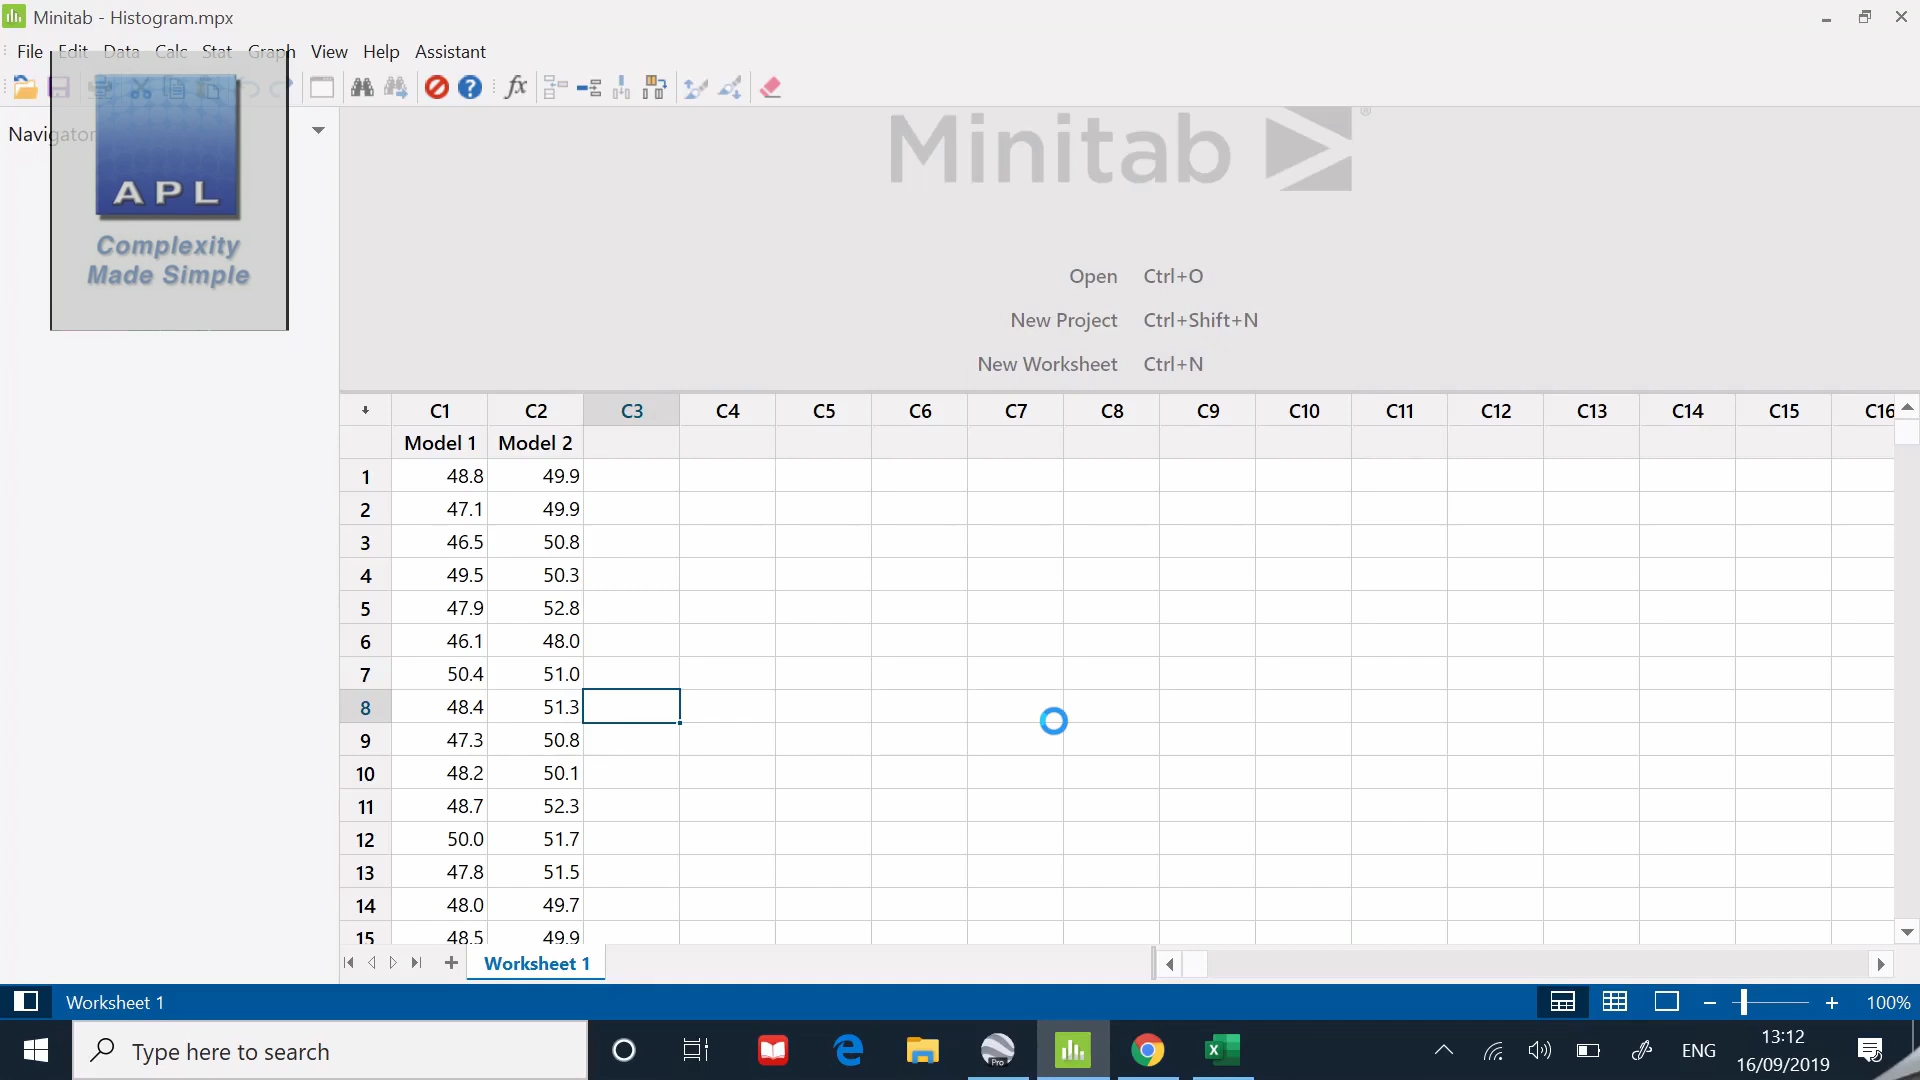 Minitab - Histogram.mpx
File Edit Data Calc Stat Graph View Help Assistant
Navigator
APL
Complexity
Made Simple
Minitab ®
Open Ctrl+O
New Project Ctrl+Shift+N
New Worksheet Ctrl+N
C1 C2 C3 C4 C5 C6 C7 C8 C9 C10 C11 C12 C13 C14 C15 C16
Model 1 Model 2
1 48.8 49.9
2 47.1 49.9
3 46.5 50.8
4 49.5 50.3
5 47.9 52.8
6 46.1 48.0
7 50.4 51.0
8 48.4 51.3
9 47.3 50.8
10 48.2 50.1
11 48.7 52.3
12 50.0 51.7
13 47.8 51.5
14 48.0 49.7
15 48.5 49.9
Worksheet 1
Worksheet 1 100%
Type here to search
Pro
ENG
13:12
16/09/2019